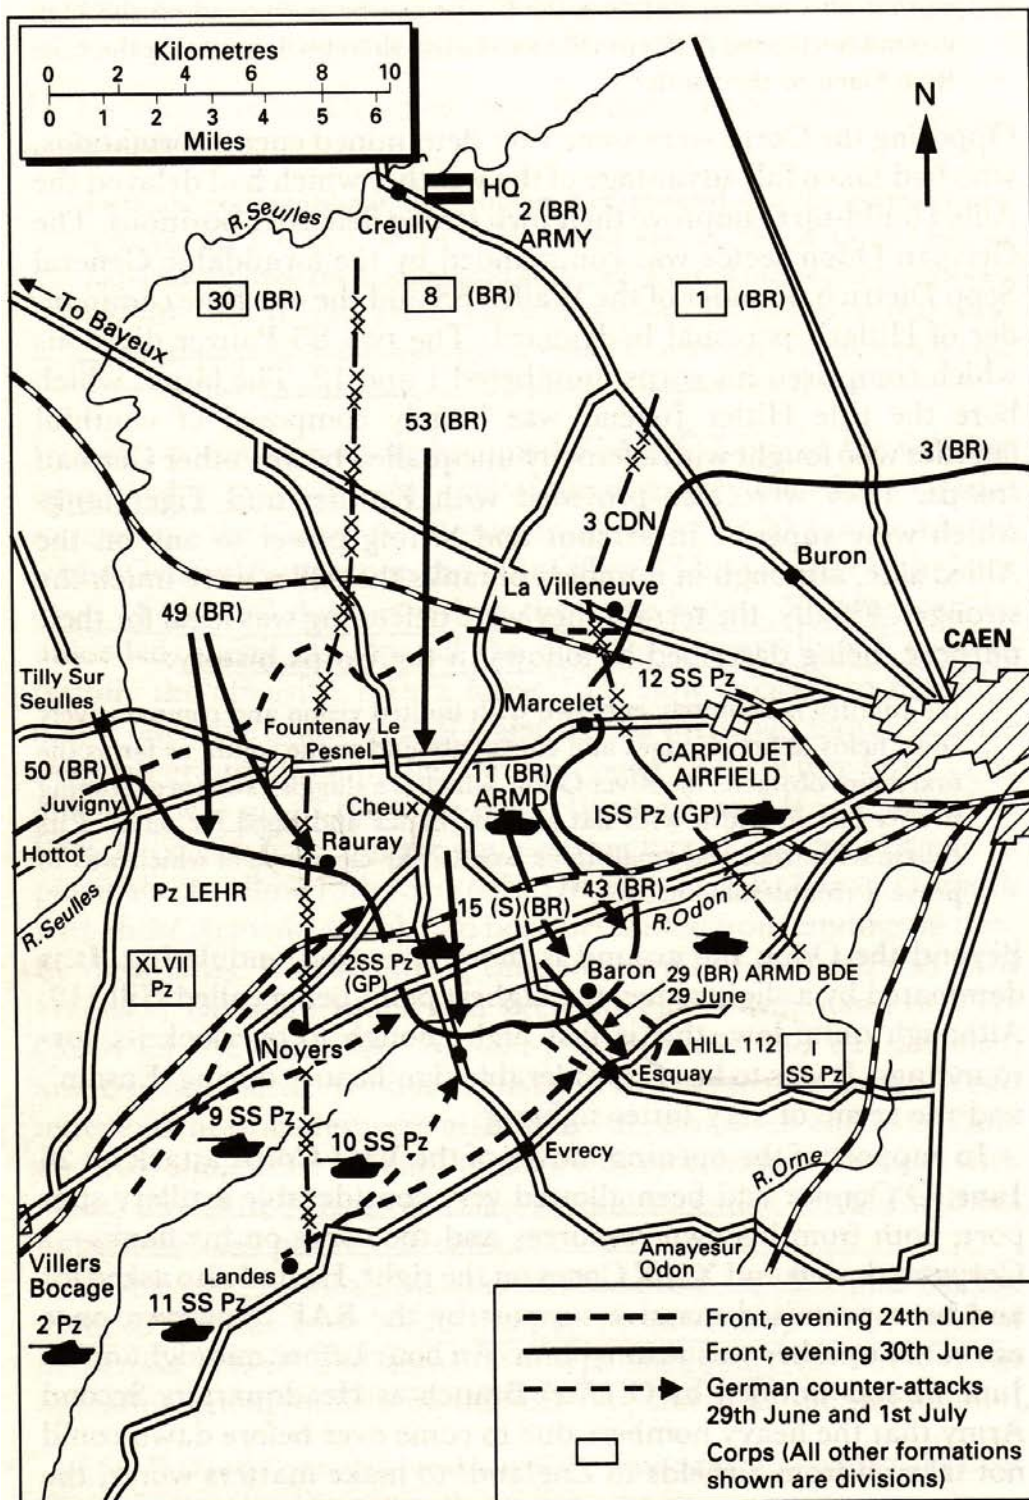 Kilometres
0 2 4 6 8 10
0 1 2 3 4 5 6
Miles
N
HQ
Creully
R. Seulles
2 (BR)
ARMY
30 (BR)
8 (BR)
1 (BR)
To Bayeux
53 (BR)
3 (BR)
3 CDN
Buron
La Villeneuve
49 (BR)
CAEN
12 SS Pz
Tilly Sur
Seulles
Marcelet
Fountenay Le
Pesnel
CARPIQUET
AIRFIELD
50 (BR)
11 (BR)
ARMD
Juvigny
Cheux
ISS Pz (GP)
Hottot
Rauray
R. Seulles
Pz LEHR
43 (BR)
15 (S)(BR)
R. Odon
XLVII
Pz
2SS Pz
(GP)
Baron
29 (BR) ARMD BDE
29 June
Noyers
HILL 112
I
SS Pz
Esquay
9 SS Pz
10 SS Pz
Evrecy
R. Orne
Amayesur
Odon
Villers
Bocage
Landes
11 SS Pz
2 Pz
Front, evening 24th June
Front, evening 30th June
German counter-attacks
29th June and 1st July
Corps (All other formations
shown are divisions)